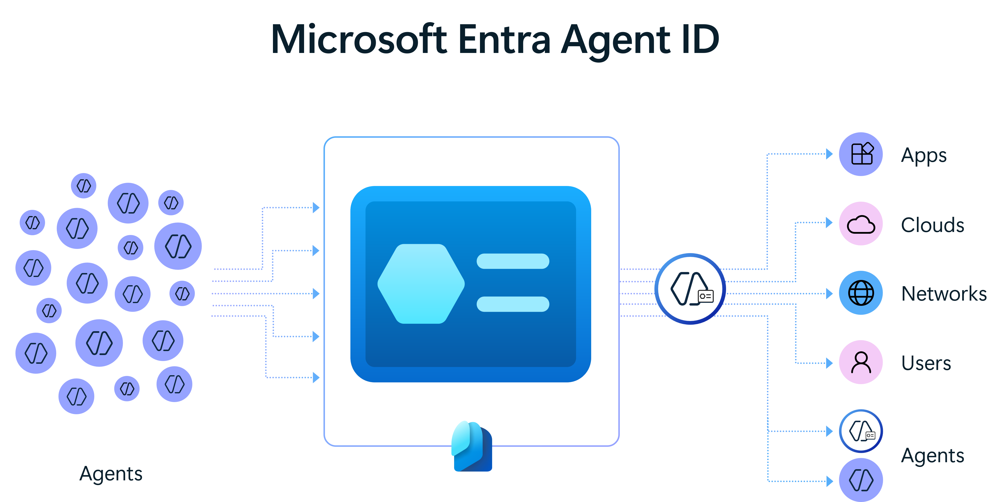 Microsoft Entra Agent ID
Apps
Clouds
Networks
Users
Agents
Agents